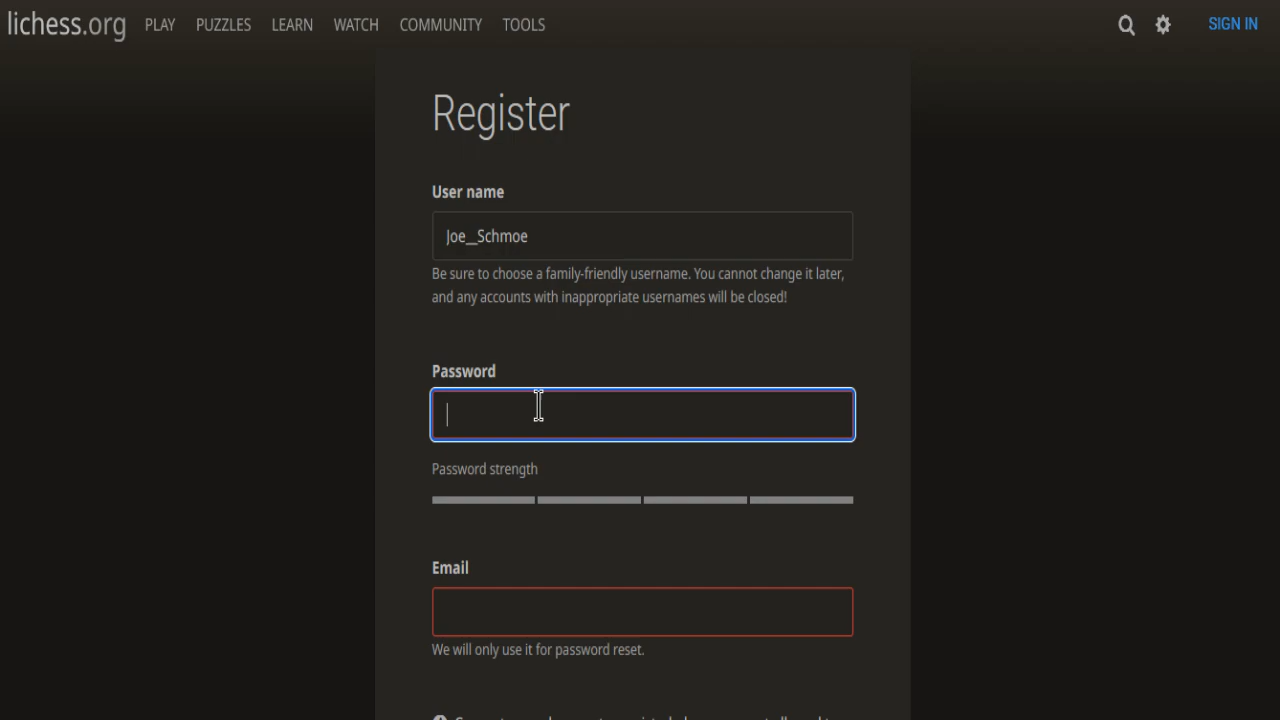 lichess.org PLAY PUZZLES LEARN WATCH COMMUNITY TOOLS SIGN IN
Register
User name
Joe__Schmoe
Be sure to choose a family-friendly username. You cannot change it later,
and any accounts with inappropriate usernames will be closed!
Password
Password strength
Email
We will only use it for password reset.